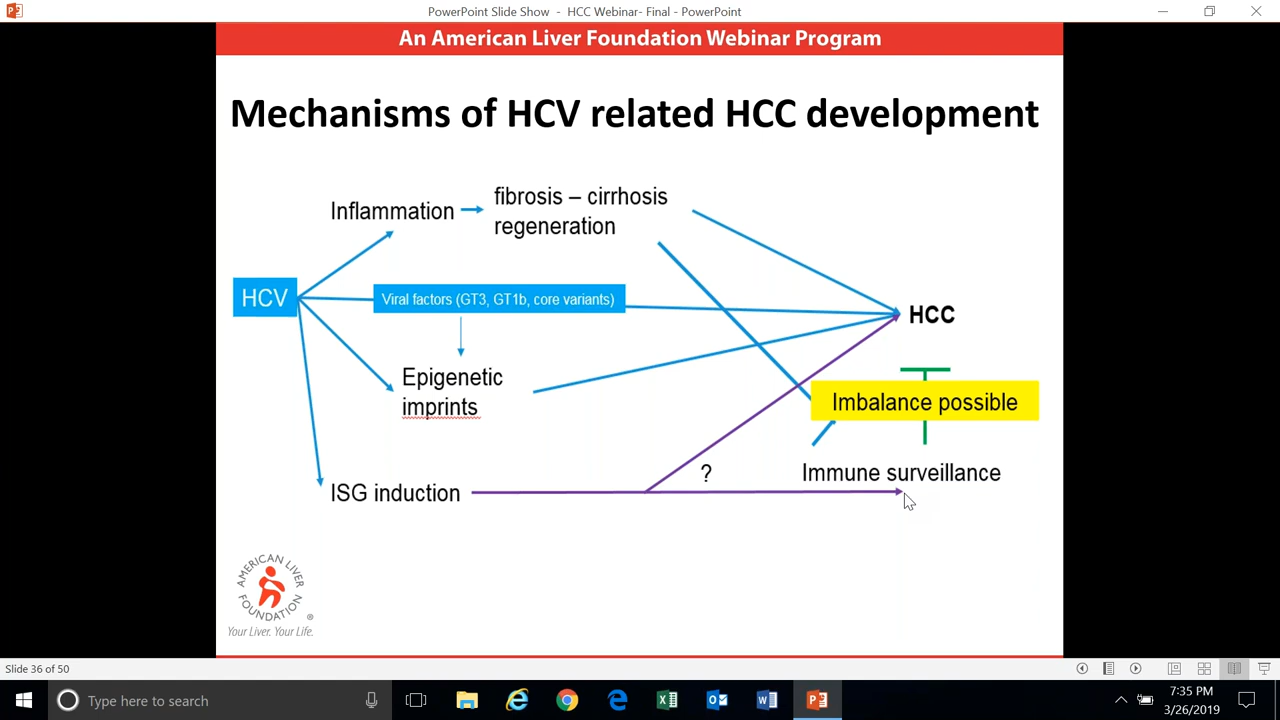 PowerPoint Slide Show - HCC Webinar- Final - PowerPoint
An American Liver Foundation Webinar Program
Mechanisms of HCV related HCC development
fibrosis – cirrhosis
Inflammation
regeneration
HCV
Viral factors (GT3, GT1b, core variants)
HCC
Epigenetic
imprints
Imbalance possible
?
Immune surveillance
ISG induction
AMERICAN LIVER
FOUNDATION
®
Your Liver. Your Life.
Slide 36 of 50
Type here to search
7:35 PM
3/26/2019